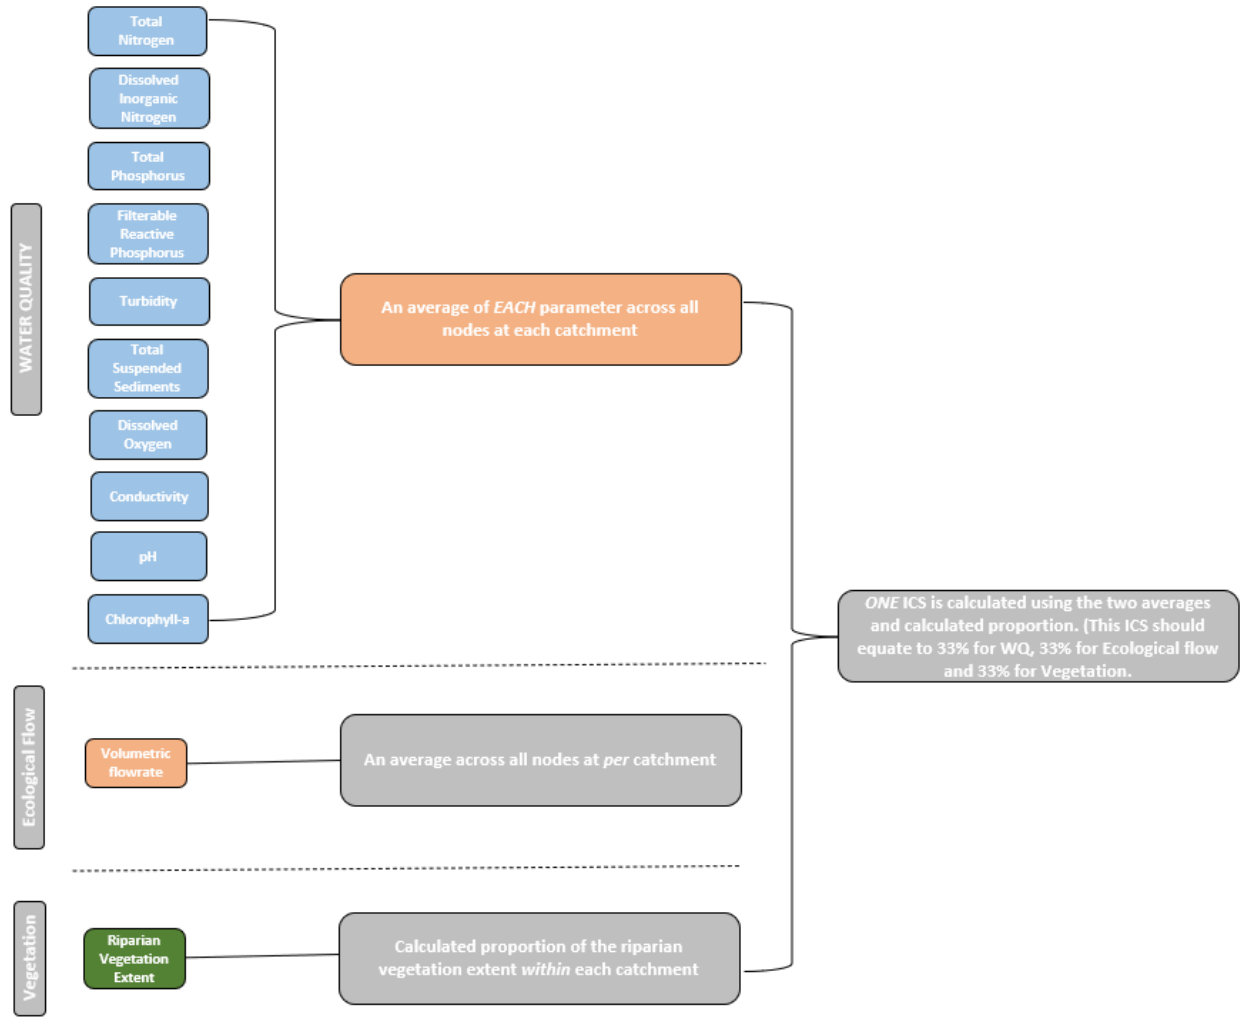 WATER QUALITY
Total
Nitrogen
Dissolved
Inorganic
Nitrogen
Total
Phosphorus
Filterable
Reactive
Phosphorus
Turbidity
Total
Suspended
Sediments
Dissolved
Oxygen
Conductivity
pH
Chlorophyll-a
An average of EACH parameter across all
nodes at each catchment
Ecological Flow
Volumetric
flowrate
An average across all nodes at per catchment
Vegetation
Riparian
Vegetation
Extent
Calculated proportion of the riparian
vegetation extent within each catchment
ONE ICS is calculated using the two averages
and calculated proportion. (This ICS should
equate to 33% for WQ, 33% for Ecological flow
and 33% for Vegetation.